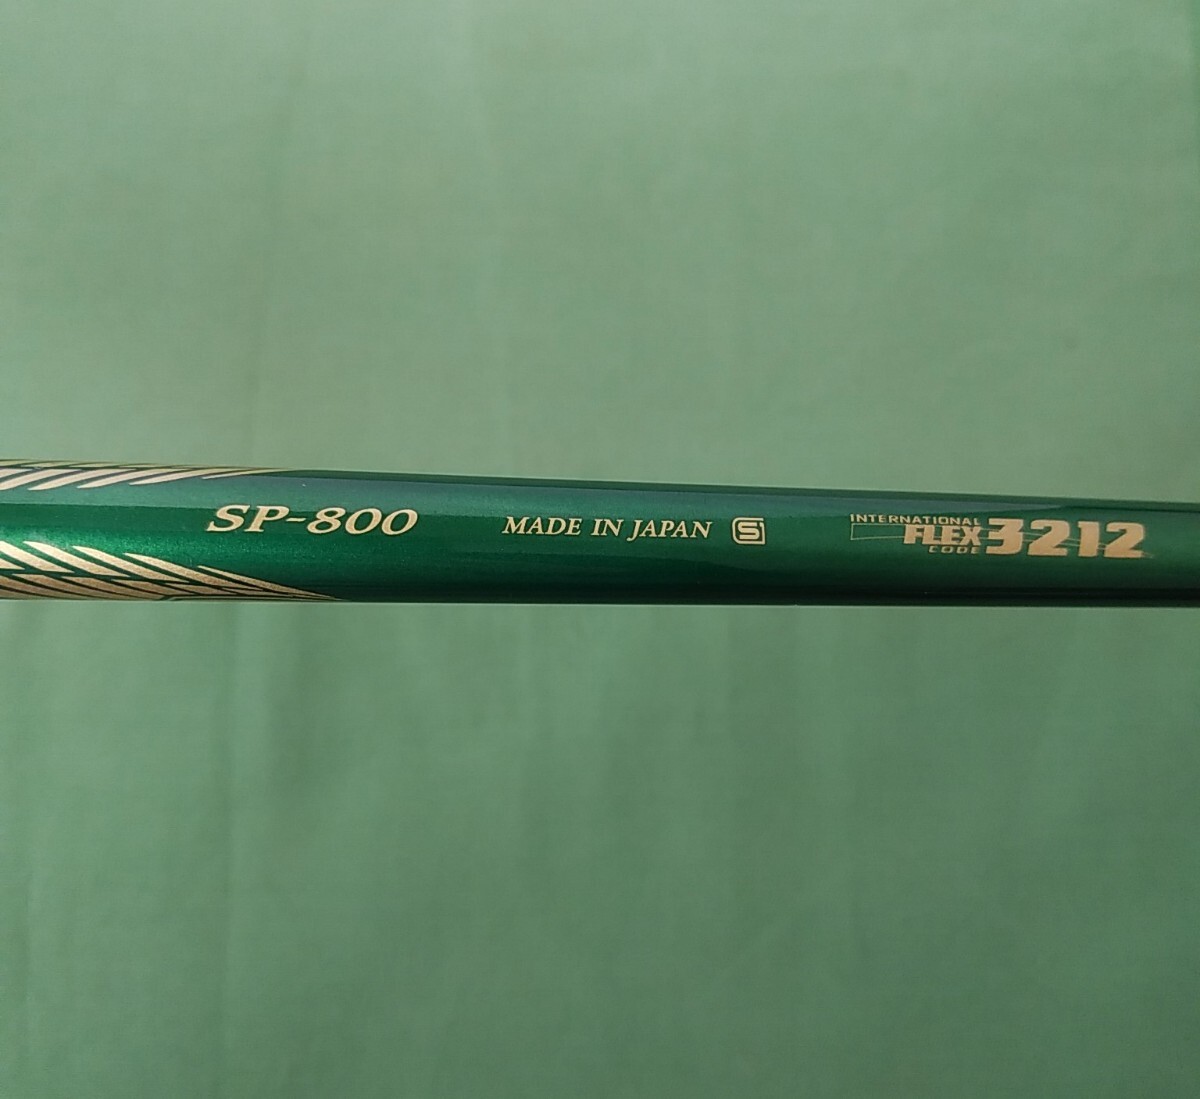 SP-800
MADE IN JAPAN S
INTERNATIONAL
FLEX
CODE
3212